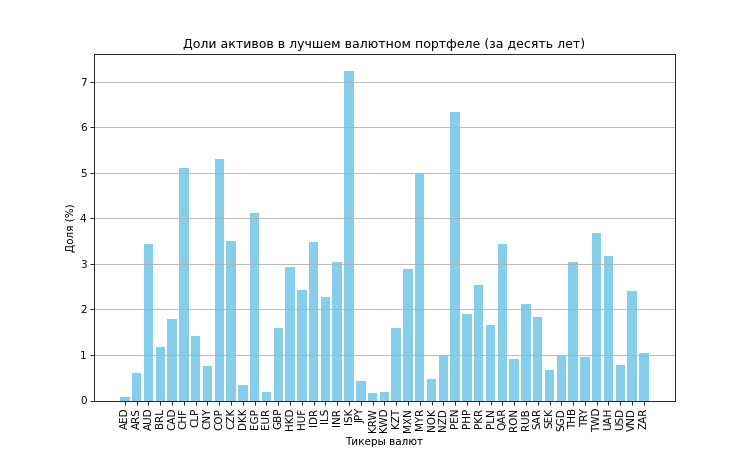 Доли активов в лучшем валютном портфеле (за десять лет)
Доля (%)
7
6
5
4
3
2
1
0
AED ARS AUD BRL CAD CHF CLP CNY COP CZK DKK EGP EUR GBP HKD HUF IDR ILS INR ISK JPY KRW KWD KZT MXN MYR NOK NZD PEN PHP PKR PLN QAR RON RUB SAR SEK SGD THB TRY TWD UAH USD VND ZAR
Тикеры валют